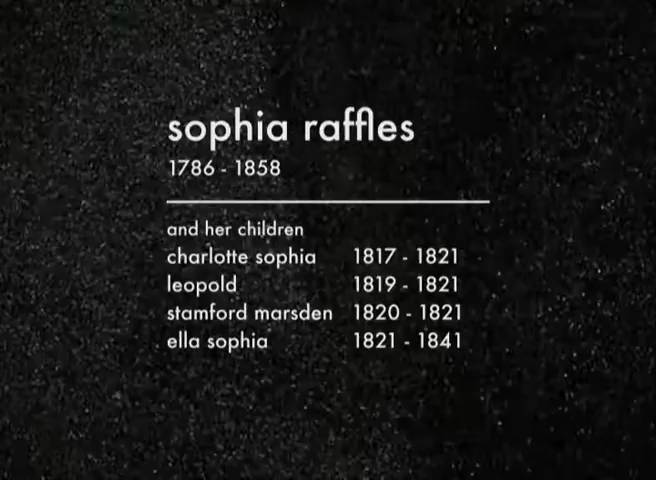 sophia raffles
1786 - 1858
and her children
charlotte sophia 1817 - 1821
leopold 1819 - 1821
stamford marsden 1820 - 1821
ella sophia 1821 - 1841